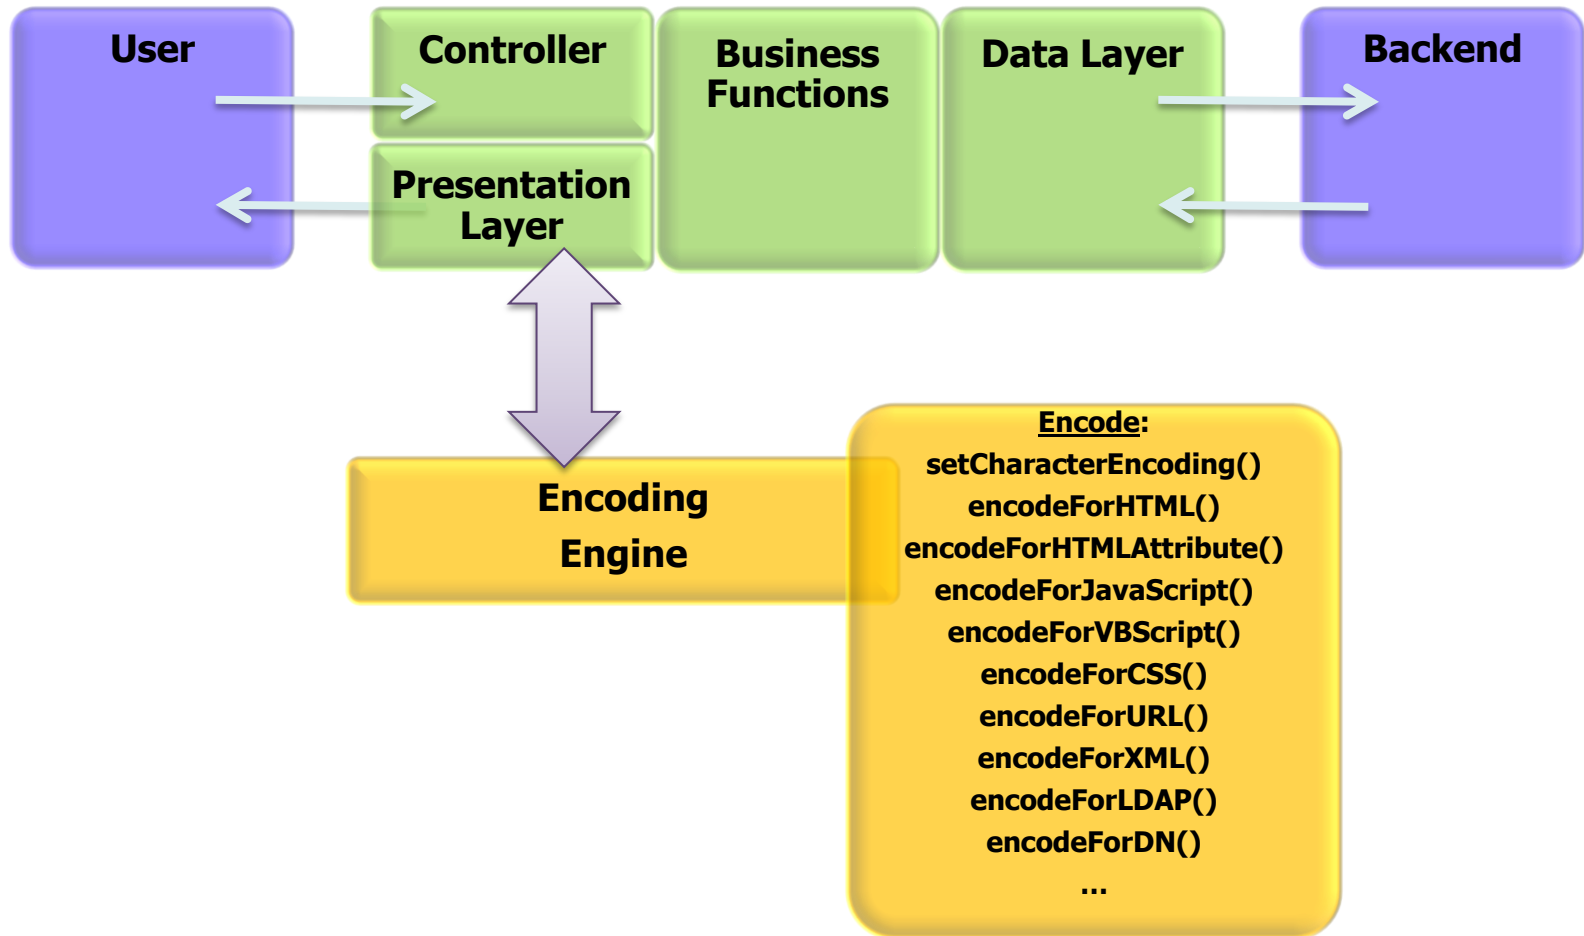 User
Controller
Business
Functions
Data Layer
Backend
Presentation
Layer
Encoding
Engine
Encode:
setCharacterEncoding()
encodeForHTML()
encodeForHTMLAttribute()
encodeForJavaScript()
encodeForVBScript()
encodeForCSS()
encodeForURL()
encodeForXML()
encodeForLDAP()
encodeForDN()
...